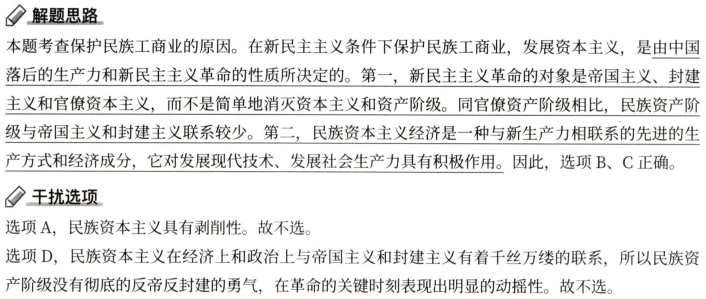 解题思路
本题考查保护民族工商业的原因。在新民主主义条件下保护民族工商业，发展资本主义，是由中国
落后的生产力和新民主主义革命的性质所决定的。第一，新民主主义革命的对象是帝国主义、封建
主义和官僚资本主义，而不是简单地消灭资本主义和资产阶级。同官僚资产阶级相比，民族资产阶
级与帝国主义和封建主义联系较少。第二，民族资本主义经济是一种与新生产力相联系的先进的生
产方式和经济成分，它对发展现代技术、发展社会生产力具有积极作用。因此，选项 B、C 正确。
干扰选项
选项 A，民族资本主义具有剥削性。故不选。
选项 D，民族资本主义在经济上和政治上与帝国主义和封建主义有着千丝万缕的联系，所以民族资
产阶级没有彻底的反帝反封建的勇气，在革命的关键时刻表现出明显的动摇性。故不选。